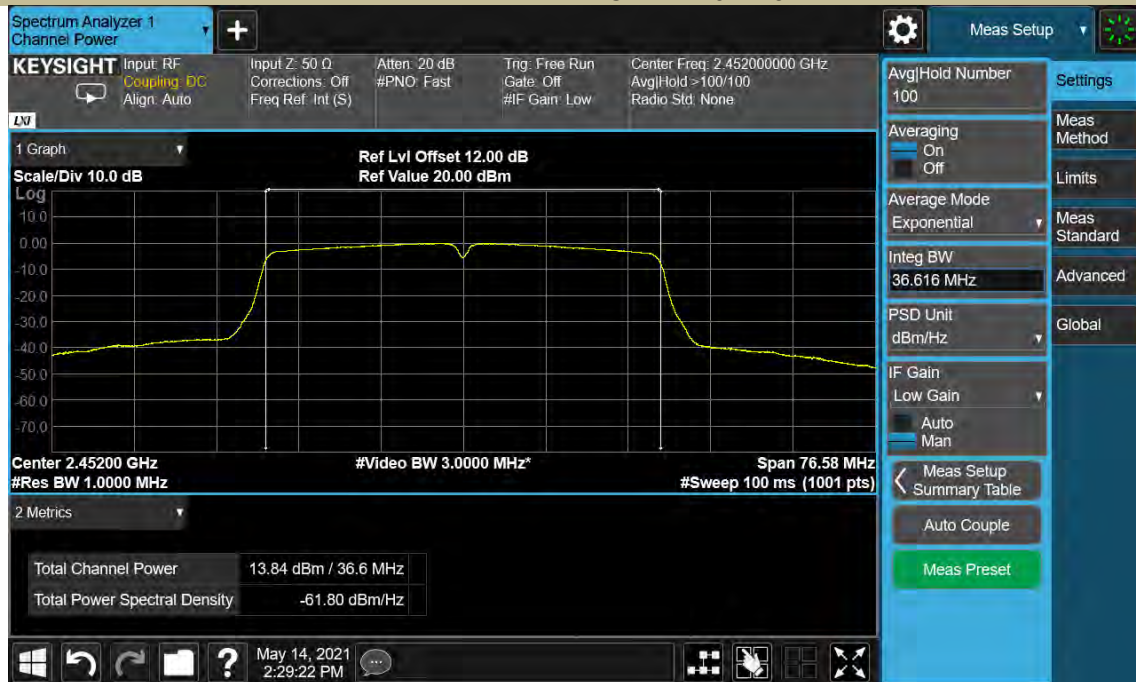 Spectrum Analyzer 1
Channel Power
+
Meas Setup
KEYSIGHT
Input: RF
Coupling: DC
Align: Auto
Input Z: 50 Ω
Corrections: Off
Freq Ref: Int (S)
Atten: 20 dB
#PNO: Fast
Trig: Free Run
Gate: Off
#IF Gain: Low
Center Freq: 2.452000000 GHz
Avg|Hold >100/100
Radio Std: None
LXI
1 Graph
Scale/Div 10.0 dB
Ref Lvl Offset 12.00 dB
Ref Value 20.00 dBm
Log
10.0
0.00
-10.0
-20.0
-30.0
-40.0
-50.0
-60.0
-70.0
Center 2.45200 GHz
#Video BW 3.0000 MHz*
Span 76.58 MHz
#Res BW 1.0000 MHz
#Sweep 100 ms (1001 pts)
2 Metrics
Total Channel Power 13.84 dBm / 36.6 MHz
Total Power Spectral Density -61.80 dBm/Hz
May 14, 2021
2:29:22 PM
Avg|Hold Number
100
Averaging
On
Off
Average Mode
Exponential
Integ BW
36.616 MHz
PSD Unit
dBm/Hz
IF Gain
Low Gain
Auto
Man
Meas Setup
Summary Table
Auto Couple
Meas Preset
Settings
Meas
Method
Limits
Meas
Standard
Advanced
Global